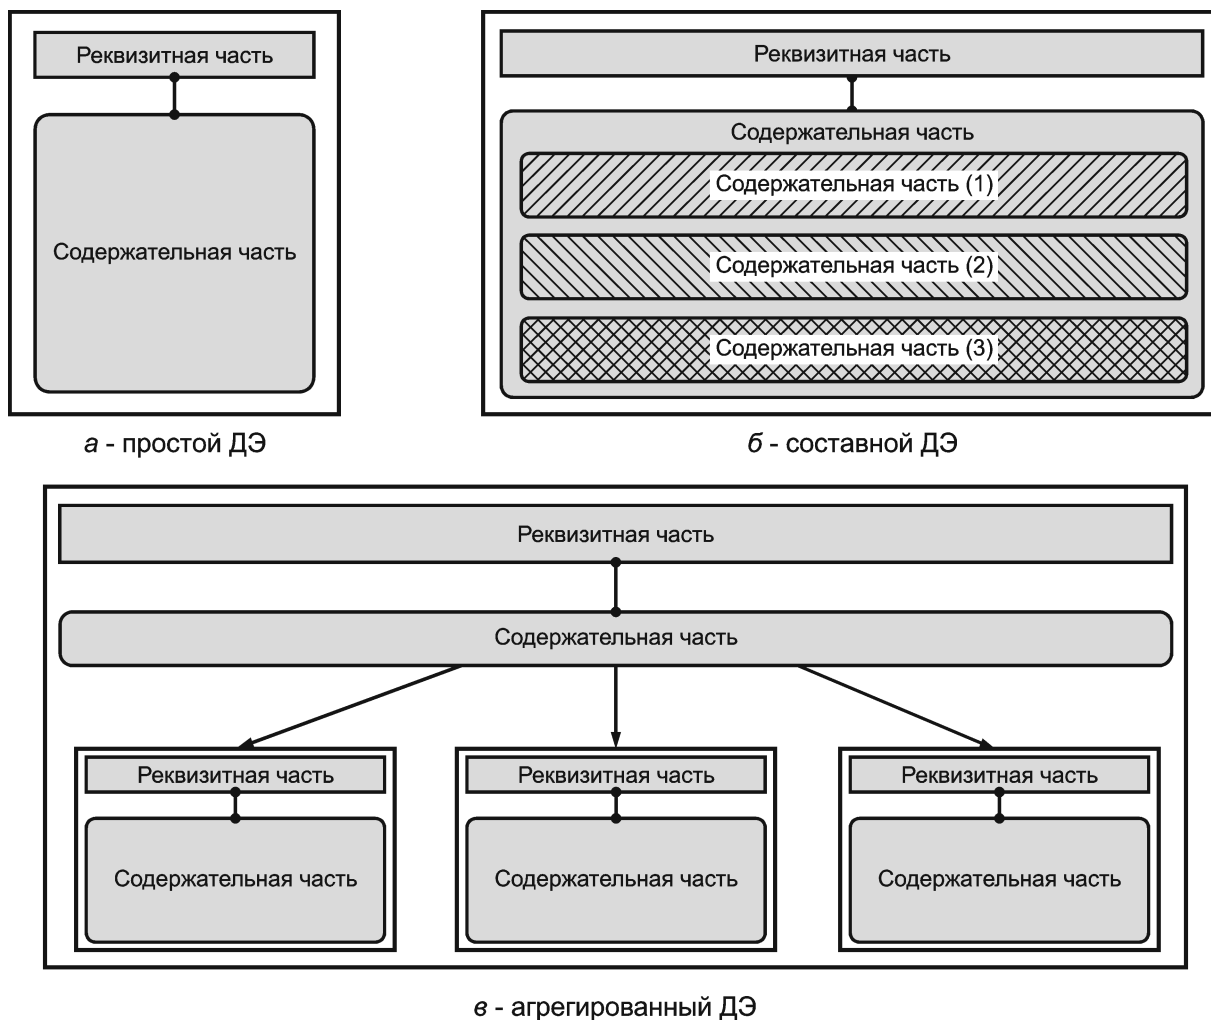 Реквизитная часть
Содержательная часть
а - простой ДЭ
Реквизитная часть
Содержательная часть
Содержательная часть (1)
Содержательная часть (2)
Содержательная часть (3)
б - составной ДЭ
Реквизитная часть
Содержательная часть
Реквизитная часть
Содержательная часть
Реквизитная часть
Содержательная часть
Реквизитная часть
Содержательная часть
в - агрегированный ДЭ